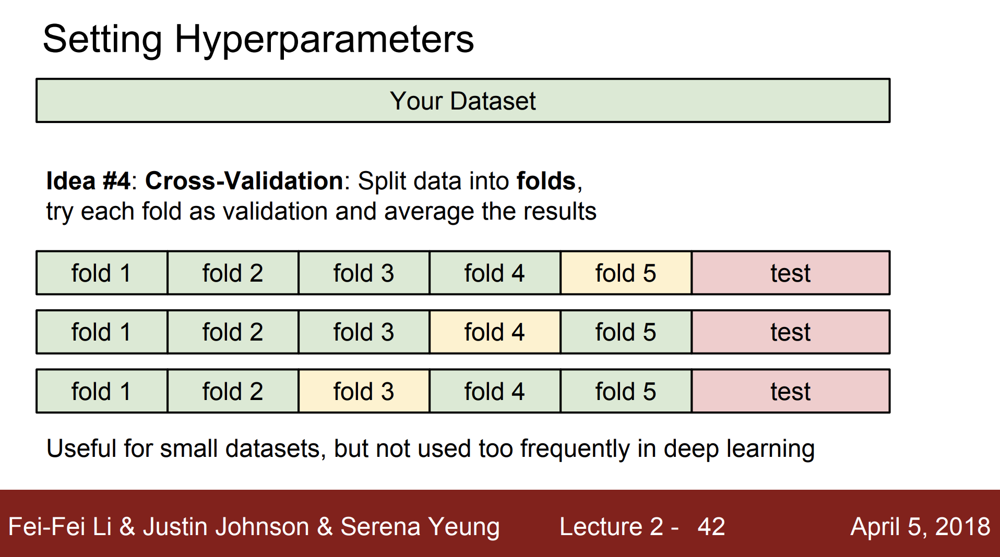 Setting Hyperparameters
Your Dataset
Idea #4: Cross-Validation: Split data into folds,
try each fold as validation and average the results
fold 1 fold 2 fold 3 fold 4 fold 5 test
fold 1 fold 2 fold 3 fold 4 fold 5 test
fold 1 fold 2 fold 3 fold 4 fold 5 test
Useful for small datasets, but not used too frequently in deep learning
Fei-Fei Li & Justin Johnson & Serena Yeung Lecture 2 - 42 April 5, 2018